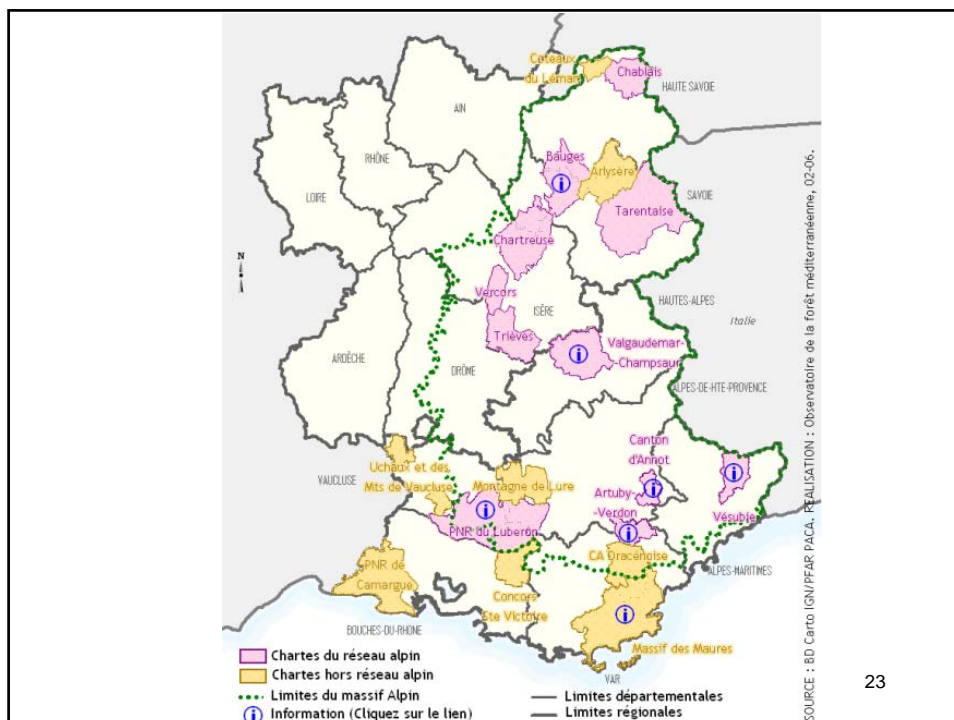 Coteaux
du Léman
Chablais
HAUTE SAVOIE
AIN
RHÔNE
LOIRE
Bauges
Arlysère
SAVOIE
Tarentaise
Chartreuse
N
Vercors
ISÈRE
HAUTES-ALPES
Italie
Trièves
Valgaudemar-
-Champsaur
ARDÈCHE
DRÔME
ALPES-DE-HTE-PROVENCE
Canton
d'Annot
Uchaux et des
Mts de Vaucluse
VAUCLUSE
Montagne de Lure
Artuby-
-Verdon
Vésubie
PNR du Luberon
CA Dracénoise
PNR de
Camargue
ALPES-MARITIMES
Concors
Ste Victoire
BOUCHES-DU-RHÔNE
Massif des Maures
VAR
Chartes du réseau alpin
Chartes hors réseau alpin
Limites du massif Alpin
Information (Cliquez sur le lien)
Limites départementales
Limites régionales
SOURCE : BD Carto IGN/PFAR PACA. REALISATION : Observatoire de la forêt méditerranéenne, 02-06.
23